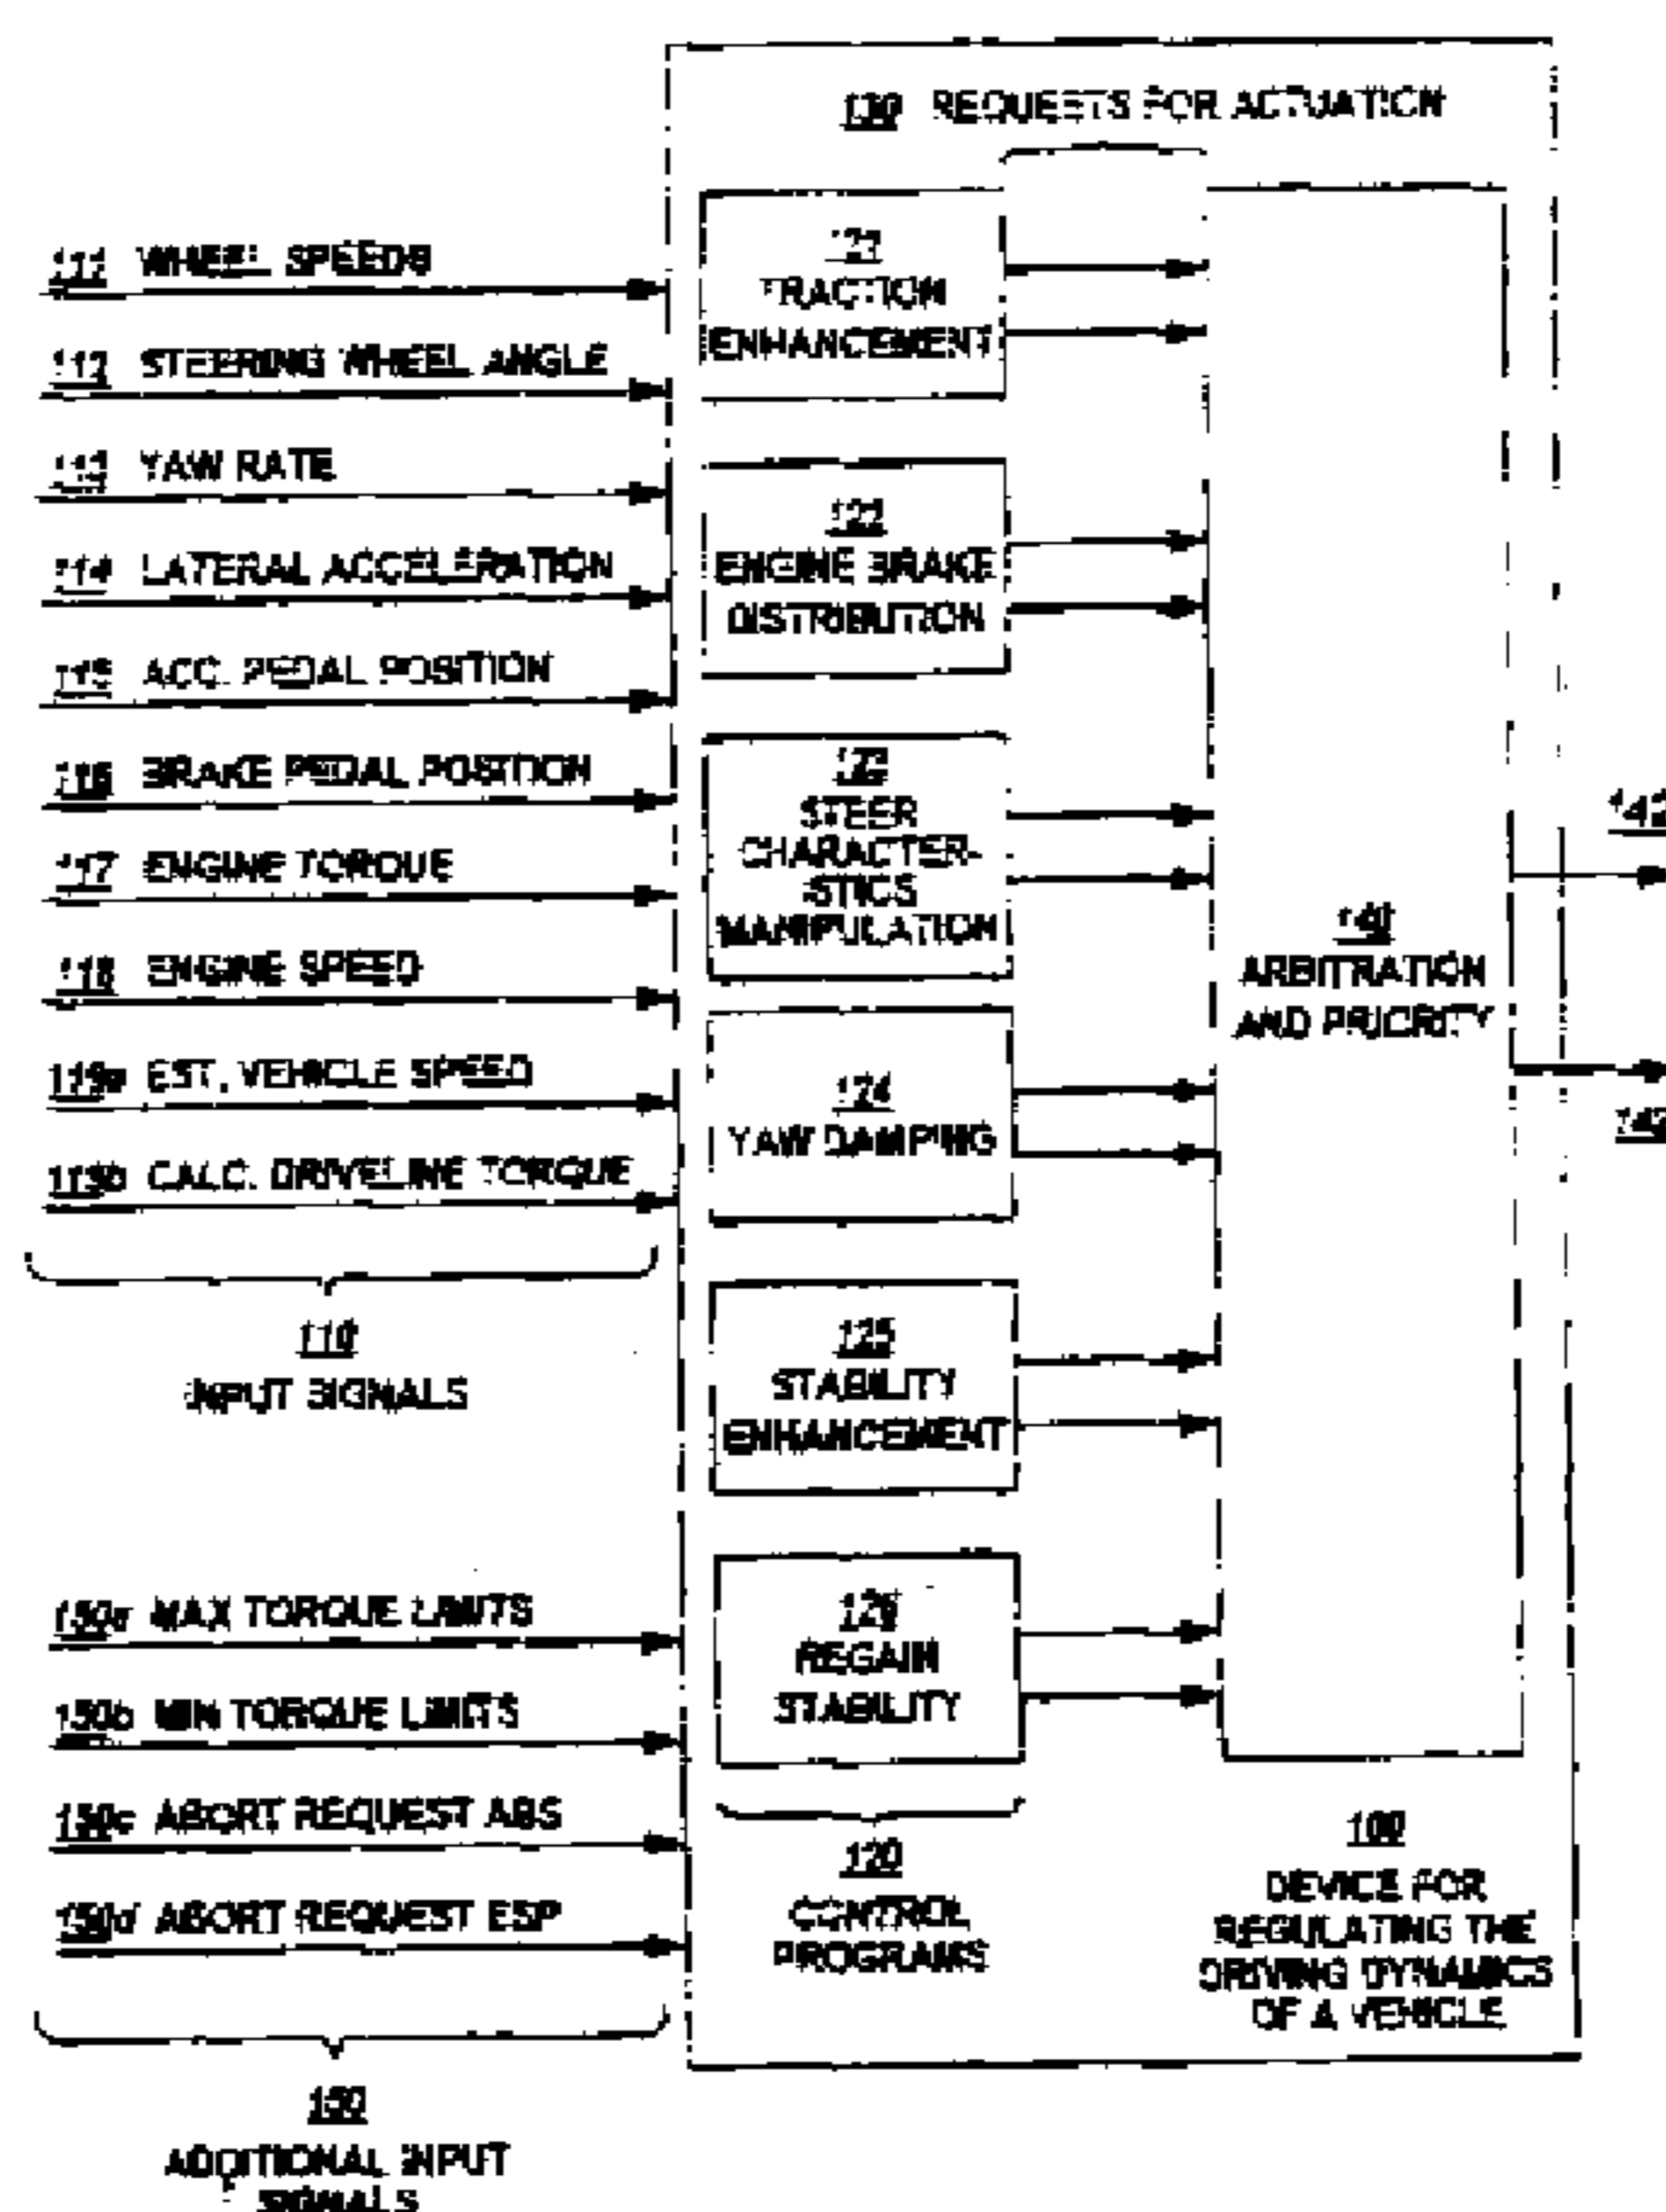 130 REQUESTS FOR ACTUATION
111 WHEEL SPEEDS
112 STEERING WHEEL ANGLE
113 YAW RATE
114 LATERAL ACCELERATION
115 ACC. PEDAL POSITION
116 BRAKE PEDAL POSITION
117 ENGINE TORQUE
118 ENGINE SPEED
119a EST. VEHICLE SPEED
119b CALC. DRIVELINE TORQUE
110
INPUT SIGNALS
150a MAX TORQUE LIMITS
150b MIN TORQUE LIMITS
150c ABORT REQUEST ABS
150d ABORT REQUEST ESP
150
ADDITIONAL INPUT
SIGNALS
121
TRACTION
ENHANCEMENT
122
ENGINE BRAKE
DISTRIBUTION
123
STEER
CHARACTER-
ISTICS
MANIPULATION
124
YAW DAMPING
125
STABILITY
ENHANCEMENT
126
REGAIN
STABILITY
120
CONTROL
PROGRAMS
140
ARBITRATION
AND PRIORITY
100
DEVICE FOR
REGULATING THE
DRIVING DYNAMICS
OF A VEHICLE
142